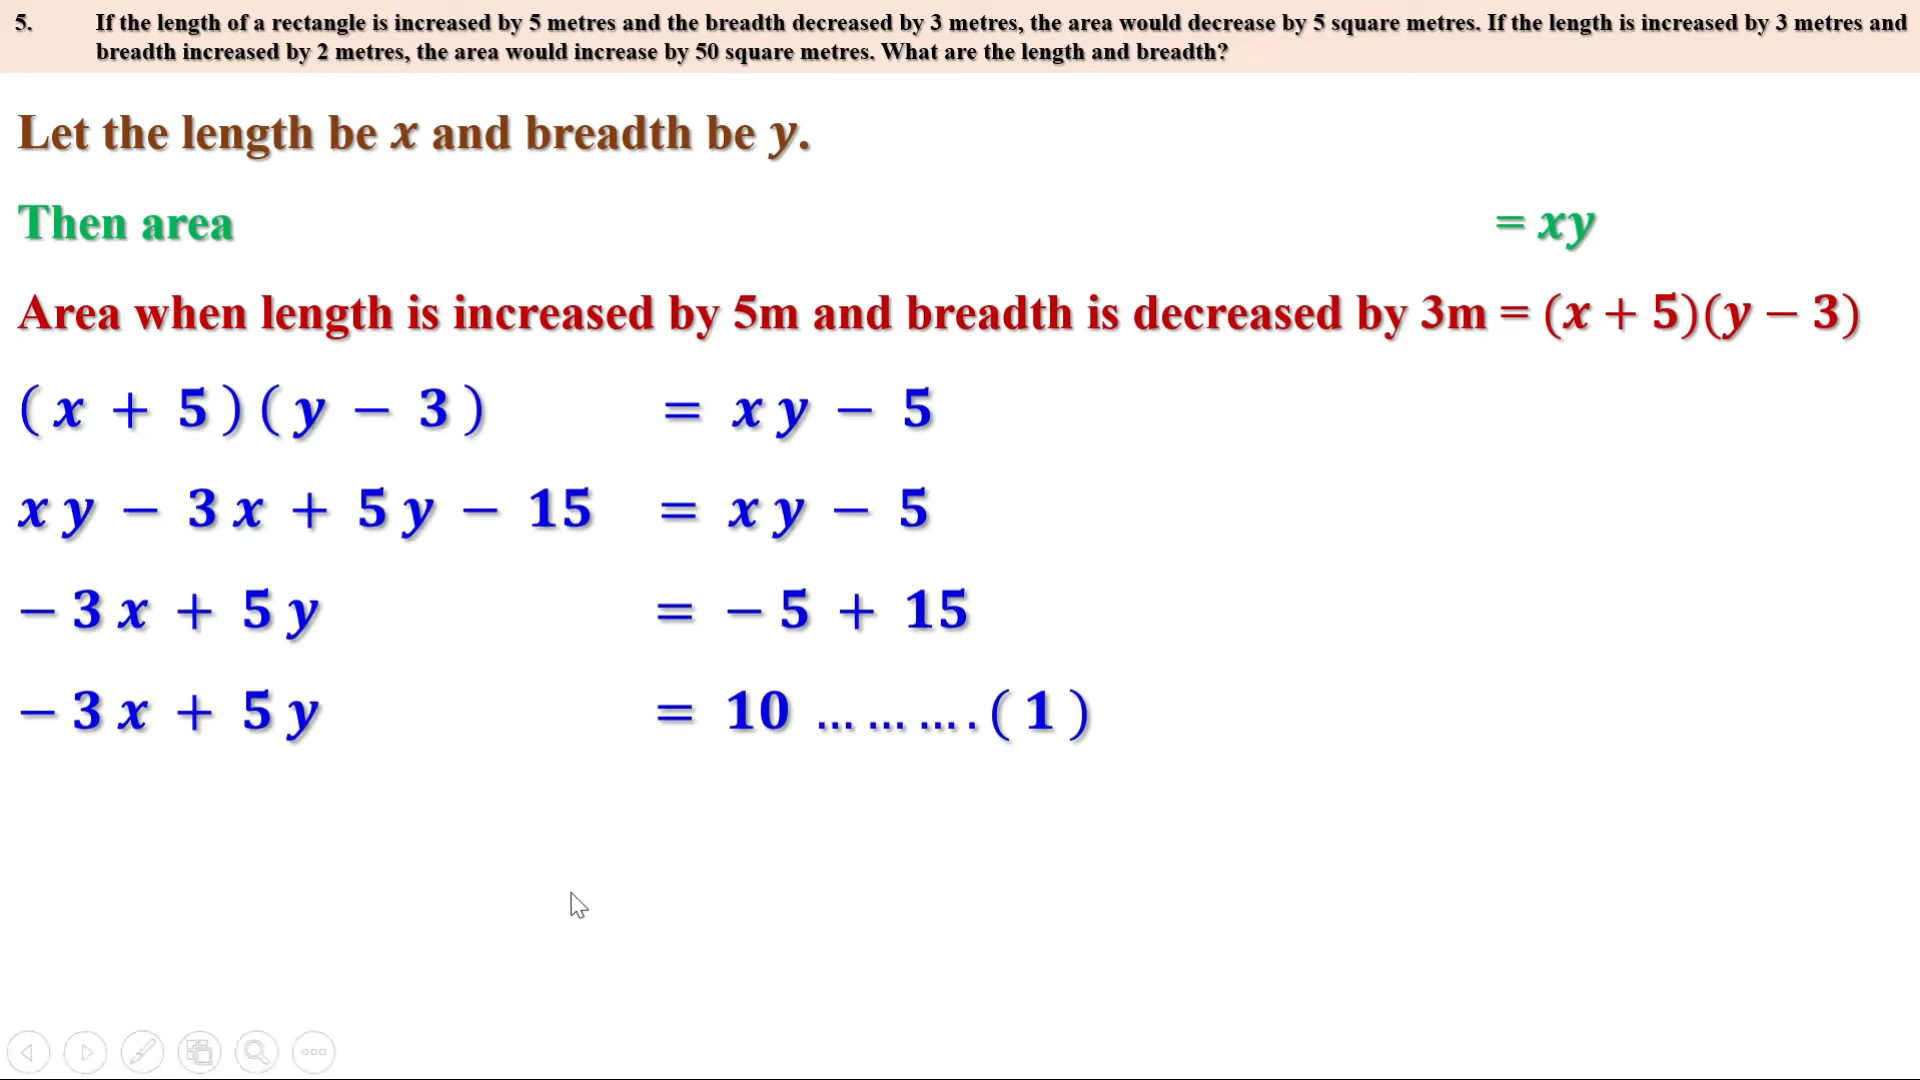 5. If the length of a rectangle is increased by 5 metres and the breadth decreased by 3 metres, the area would decrease by 5 square metres. If the length is increased by 3 metres and
breadth increased by 2 metres, the area would increase by 50 square metres. What are the length and breadth?
Let the length be x and breadth be y.
Then area = xy
Area when length is increased by 5m and breadth is decreased by 3m = (x + 5)(y − 3)
(x + 5)(y − 3) = xy − 5
xy − 3x + 5y − 15 = xy − 5
−3x + 5y = −5 + 15
−3x + 5y = 10 … … … . (1)